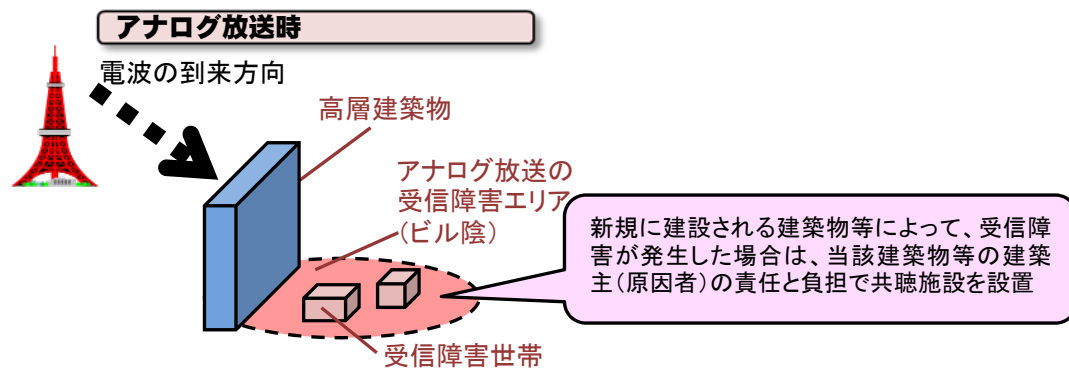 アナログ放送時
電波の到来方向
高層建築物
アナログ放送の
受信障害エリア
(ビル陰)
新規に建設される建築物等によって、受信障
害が発生した場合は、当該建築物等の建築
主(原因者)の責任と負担で共聴施設を設置
受信障害世帯